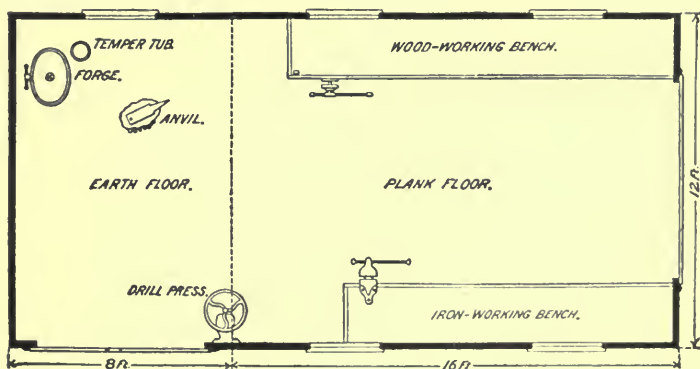 TEMPER TUB.
WOOD-WORKING BENCH.
FORGE.
ANVIL.
EARTH FLOOR.
PLANK FLOOR.
12 ft.
DRILL PRESS.
IRON-WORKING BENCH.
8 ft.
16 ft